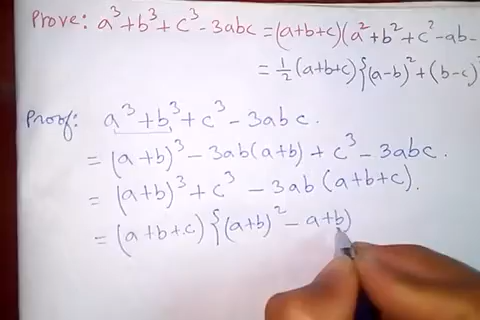 Prove: a³+b³+c³-3abc = (a+b+c)(a²+b²+c²-ab-
= ½(a+b+c){(a-b)²+(b-c)²
Proof: a³+b³+c³-3abc.
= (a+b)³-3ab(a+b)+c³-3abc.
= (a+b)³+c³-3ab(a+b+c).
= (a+b+c){(a+b)²-a+b)